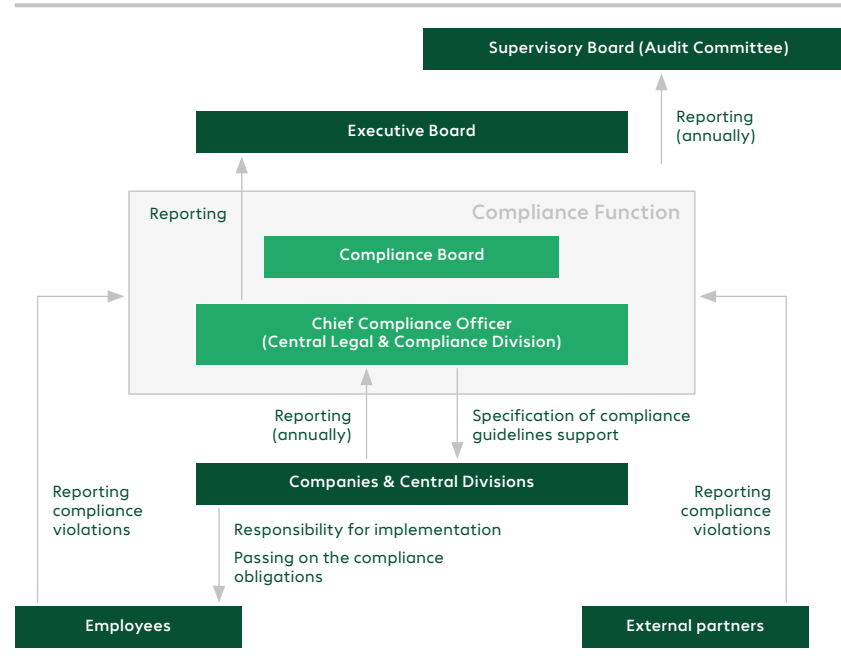 Supervisory Board (Audit Committee)
Reporting
(annually)
Executive Board
Reporting
Compliance Function
Compliance Board
Chief Compliance Officer
(Central Legal & Compliance Division)
Reporting
(annually)
Specification of compliance
guidelines support
Companies & Central Divisions
Reporting
compliance
violations
Responsibility for implementation
Passing on the compliance
obligations
Reporting
compliance
violations
Employees
External partners